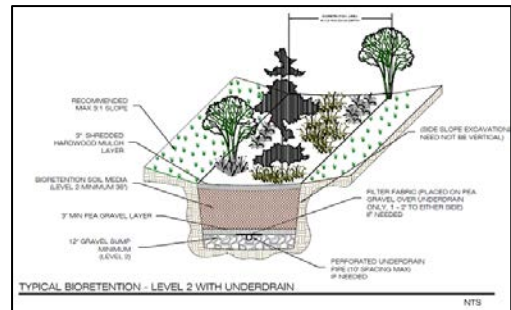 RECOMMENDED
MAX 3:1 SLOPE
3" SHREDDED
HARDWOOD MULCH
LAYER
BIORETENTION SOIL MEDIA
(LEVEL 2 MINIMUM 36")
3" MIN PEA GRAVEL LAYER
12" GRAVEL SUMP
MINIMUM
(LEVEL 2)
(SIDE SLOPE EXCAVATION
NEED NOT BE VERTICAL)
FILTER FABRIC (PLACED ON PEA
GRAVEL OVER UNDERDRAIN
ONLY, 1 - 2' TO EITHER SIDE)
IF NEEDED
PERFORATED UNDERDRAIN
PIPE (10' SPACING MAX)
IF NEEDED
TYPICAL BIORETENTION - LEVEL 2 WITH UNDERDRAIN
NTS